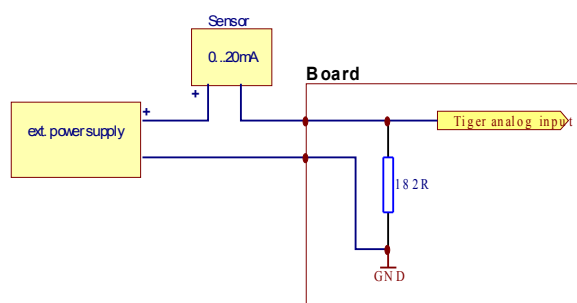 Sensor
0...20mA
+
Board
+
ext. power supply
Tiger analog input
182R
GND